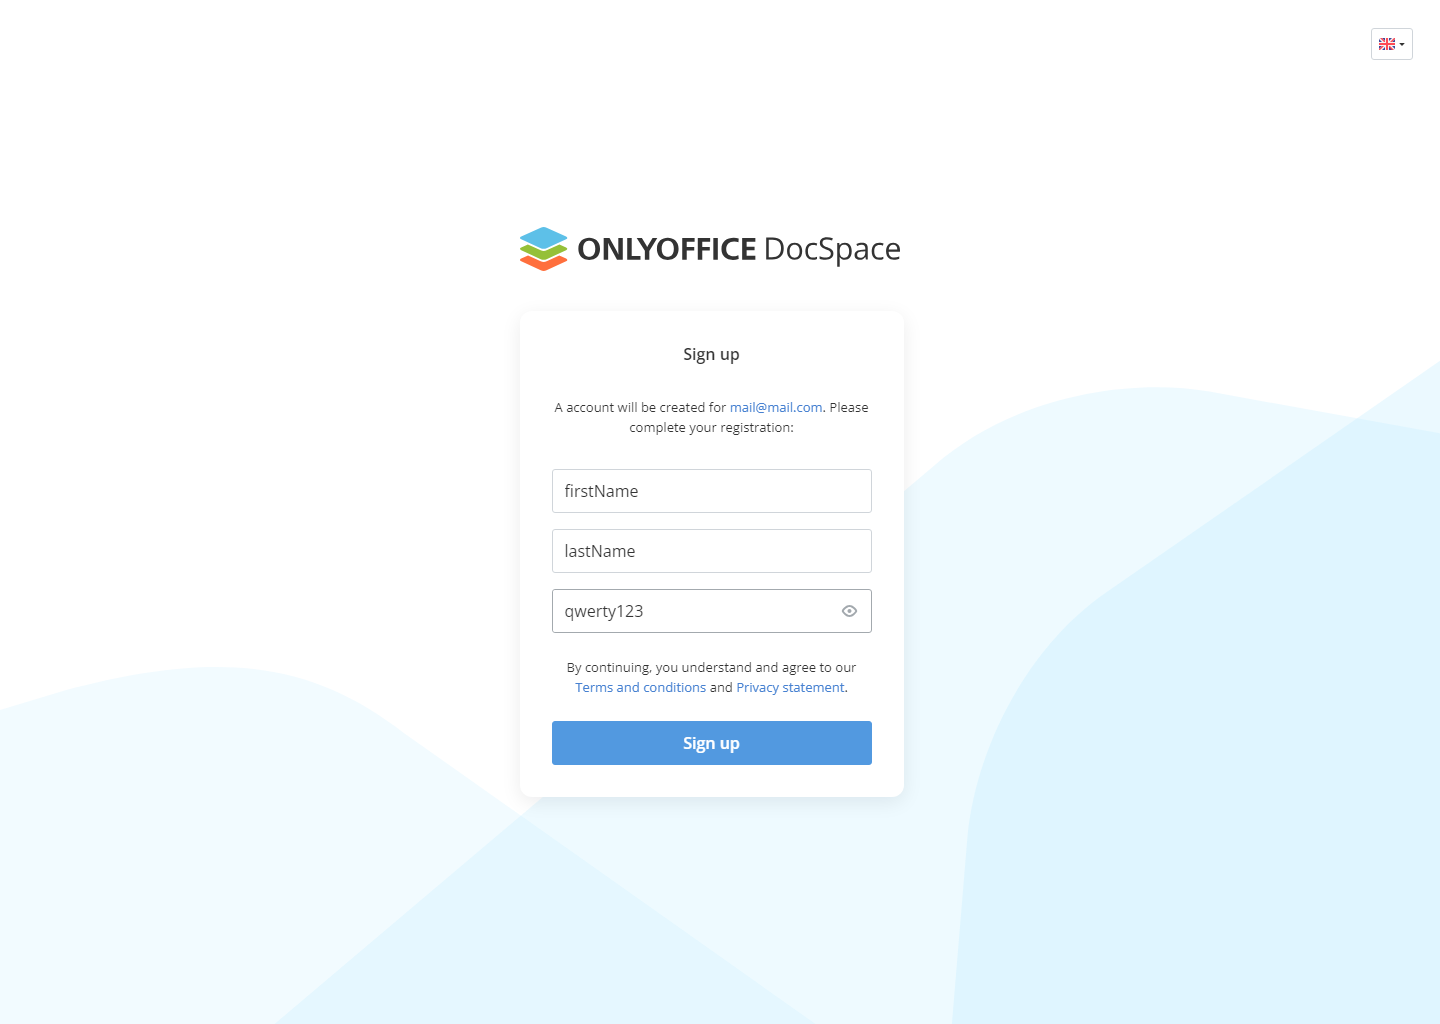 ONLYOFFICE DocSpace
Sign up
A account will be created for mail@mail.com. Please
complete your registration:
firstName
lastName
qwerty123
By continuing, you understand and agree to our
Terms and conditions and Privacy statement.
Sign up